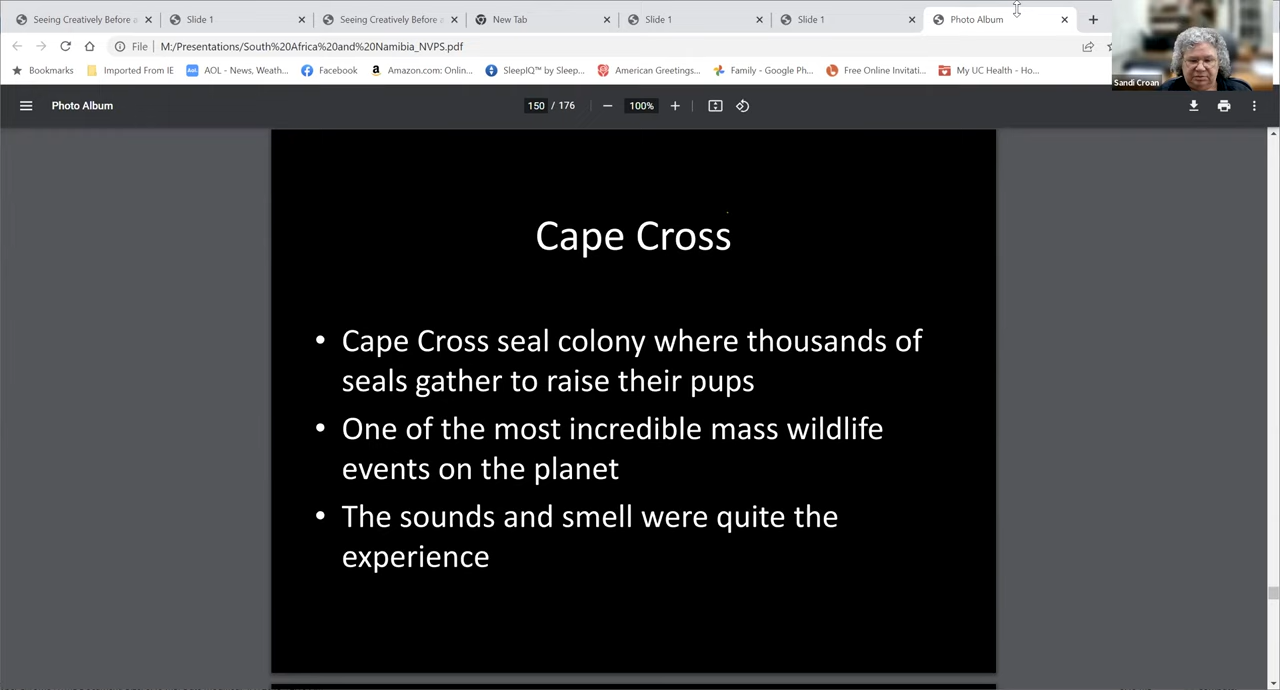 Seeing Creatively Before a
Slide 1
Seeing Creatively Before a
New Tab
Slide 1
Slide 1
Photo Album
File
M:/Presentations/South%20Africa%20and%20Namibia_NVPS.pdf
Bookmarks
Imported From IE
AOL - News, Weath...
Facebook
Amazon.com: Onlin...
SleepIQ™ by Sleep...
American Greetings...
Family - Google Ph...
Free Online Invitati...
My UC Health - Ho...
Sandi Croan
Photo Album
150 / 176
100%
Cape Cross
• Cape Cross seal colony where thousands of
seals gather to raise their pups
• One of the most incredible mass wildlife
events on the planet
• The sounds and smell were quite the
experience